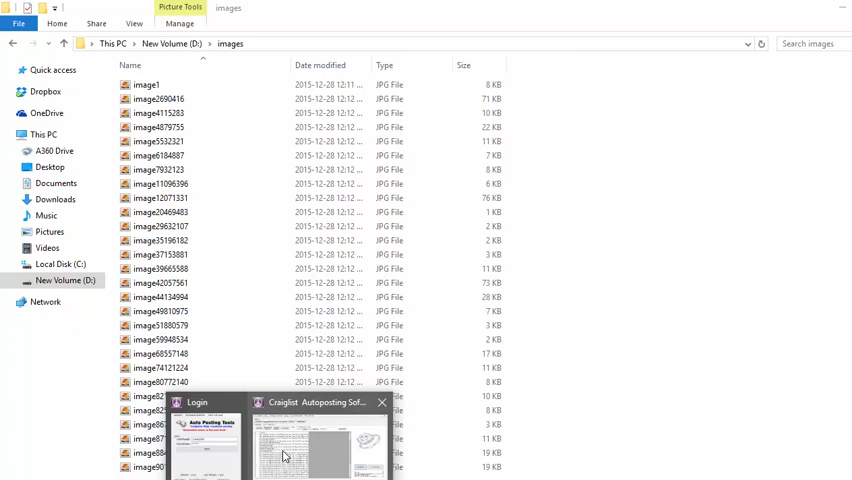 Picture Tools
images
File
Home
Share
View
Manage
This PC
New Volume (D:)
images
Search images
Name
Date modified
Type
Size
Quick access
Dropbox
OneDrive
This PC
A360 Drive
Desktop
Documents
Downloads
Music
Pictures
Videos
Local Disk (C:)
New Volume (D:)
Network
image1 2015-12-28 12:11 ... JPG File 8 KB
image2690416 2015-12-28 12:12 ... JPG File 71 KB
image4115283 2015-12-28 12:12 ... JPG File 10 KB
image4879755 2015-12-28 12:12 ... JPG File 22 KB
image5532321 2015-12-28 12:12 ... JPG File 11 KB
image6184887 2015-12-28 12:12 ... JPG File 7 KB
image7932123 2015-12-28 12:12 ... JPG File 8 KB
image11096396 2015-12-28 12:12 ... JPG File 6 KB
image12071331 2015-12-28 12:12 ... JPG File 76 KB
image20469483 2015-12-28 12:12 ... JPG File 1 KB
image29632107 2015-12-28 12:12 ... JPG File 2 KB
image35196182 2015-12-28 12:12 ... JPG File 2 KB
image37153881 2015-12-28 12:12 ... JPG File 3 KB
image39665588 2015-12-28 12:12 ... JPG File 11 KB
image42057561 2015-12-28 12:12 ... JPG File 73 KB
image44134994 2015-12-28 12:12 ... JPG File 28 KB
image49810975 2015-12-28 12:12 ... JPG File 7 KB
image51880579 2015-12-28 12:12 ... JPG File 3 KB
image59948534 2015-12-28 12:12 ... JPG File 2 KB
image68557148 2015-12-28 12:12 ... JPG File 17 KB
image74121224 2015-12-28 12:12 ... JPG File 3 KB
image80772140 2015-12-28 12:12 ... JPG File 8 KB
10 KB
8 KB
3 KB
11 KB
19 KB
19 KB
Login
Craiglist Autoposting Sof...
Auto Posting Tools